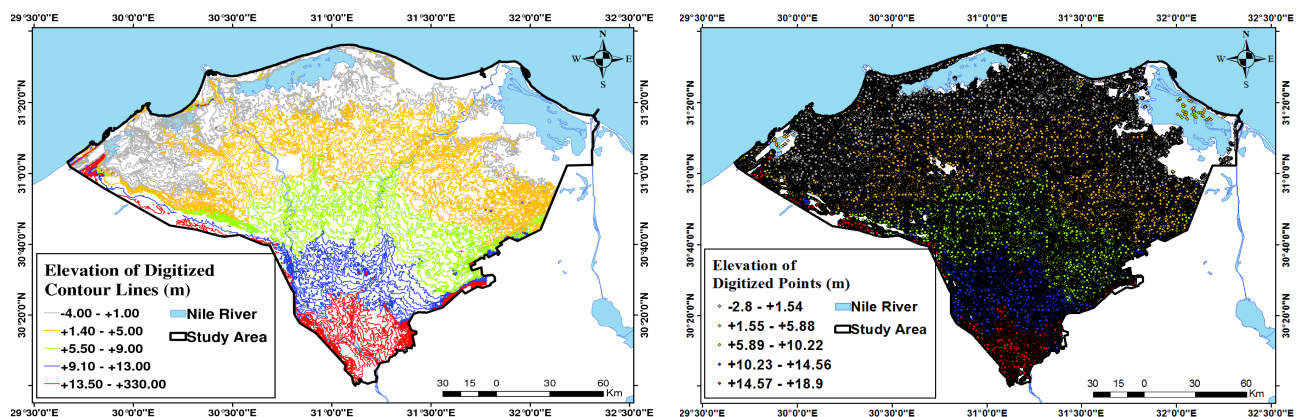 29°30'0"E 30°0'0"E 30°30'0"E 31°0'0"E 31°30'0"E 32°0'0"E
31°20'0"N
31°0'0"N
30°40'0"N
30°20'0"N
N
W E
S
Elevation of Digitized
Contour Lines (m)
-4.00 - +1.00
+1.40 - +5.00
+5.50 - +9.00
+9.10 - +13.00
+13.50 - +330.00
Nile River
Study Area
30 15 0 30 60
Km
29°30'0"E 30°0'0"E 30°30'0"E 31°0'0"E 31°30'0"E 32°0'0"E
29°30'0"E 30°0'0"E 30°30'0"E 31°0'0"E 31°30'0"E 32°0'0"E
31°20'0"N
31°0'0"N
30°40'0"N
30°20'0"N
N
W E
S
Elevation of
Digitized Points (m)
-2.8 - +1.54
+1.55 - +5.88
+5.89 - +10.22
+10.23 - +14.56
+14.57 - +18.9
Nile River
Study Area
30 15 0 30 60
Km
29°30'0"E 30°0'0"E 30°30'0"E 31°0'0"E 31°30'0"E 32°0'0"E
31°20'0"N
31°0'0"N
30°40'0"N
30°20'0"N